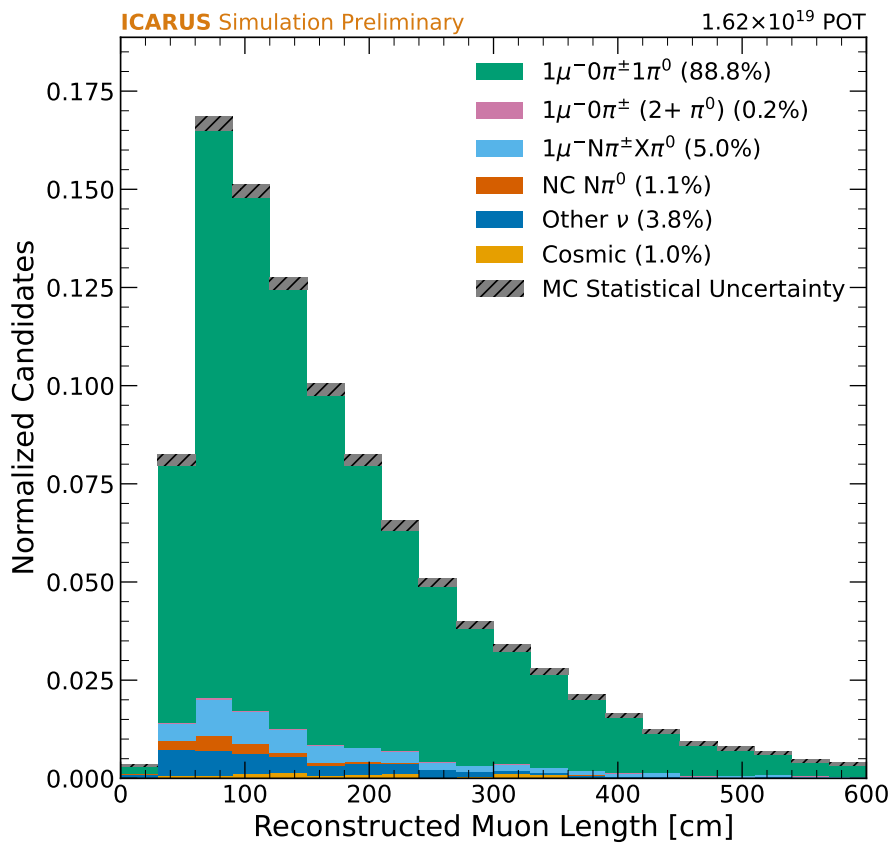 ICARUS Simulation Preliminary
1.62×10¹⁹ POT
1μ⁻0π±1π⁰ (88.8%)
1μ⁻0π± (2+ π⁰) (0.2%)
1μ⁻Nπ±Xπ⁰ (5.0%)
NC Nπ⁰ (1.1%)
Other ν (3.8%)
Cosmic (1.0%)
MC Statistical Uncertainty
Normalized Candidates
0.175
0.150
0.125
0.100
0.075
0.050
0.025
0.000
0 100 200 300 400 500 600
Reconstructed Muon Length [cm]